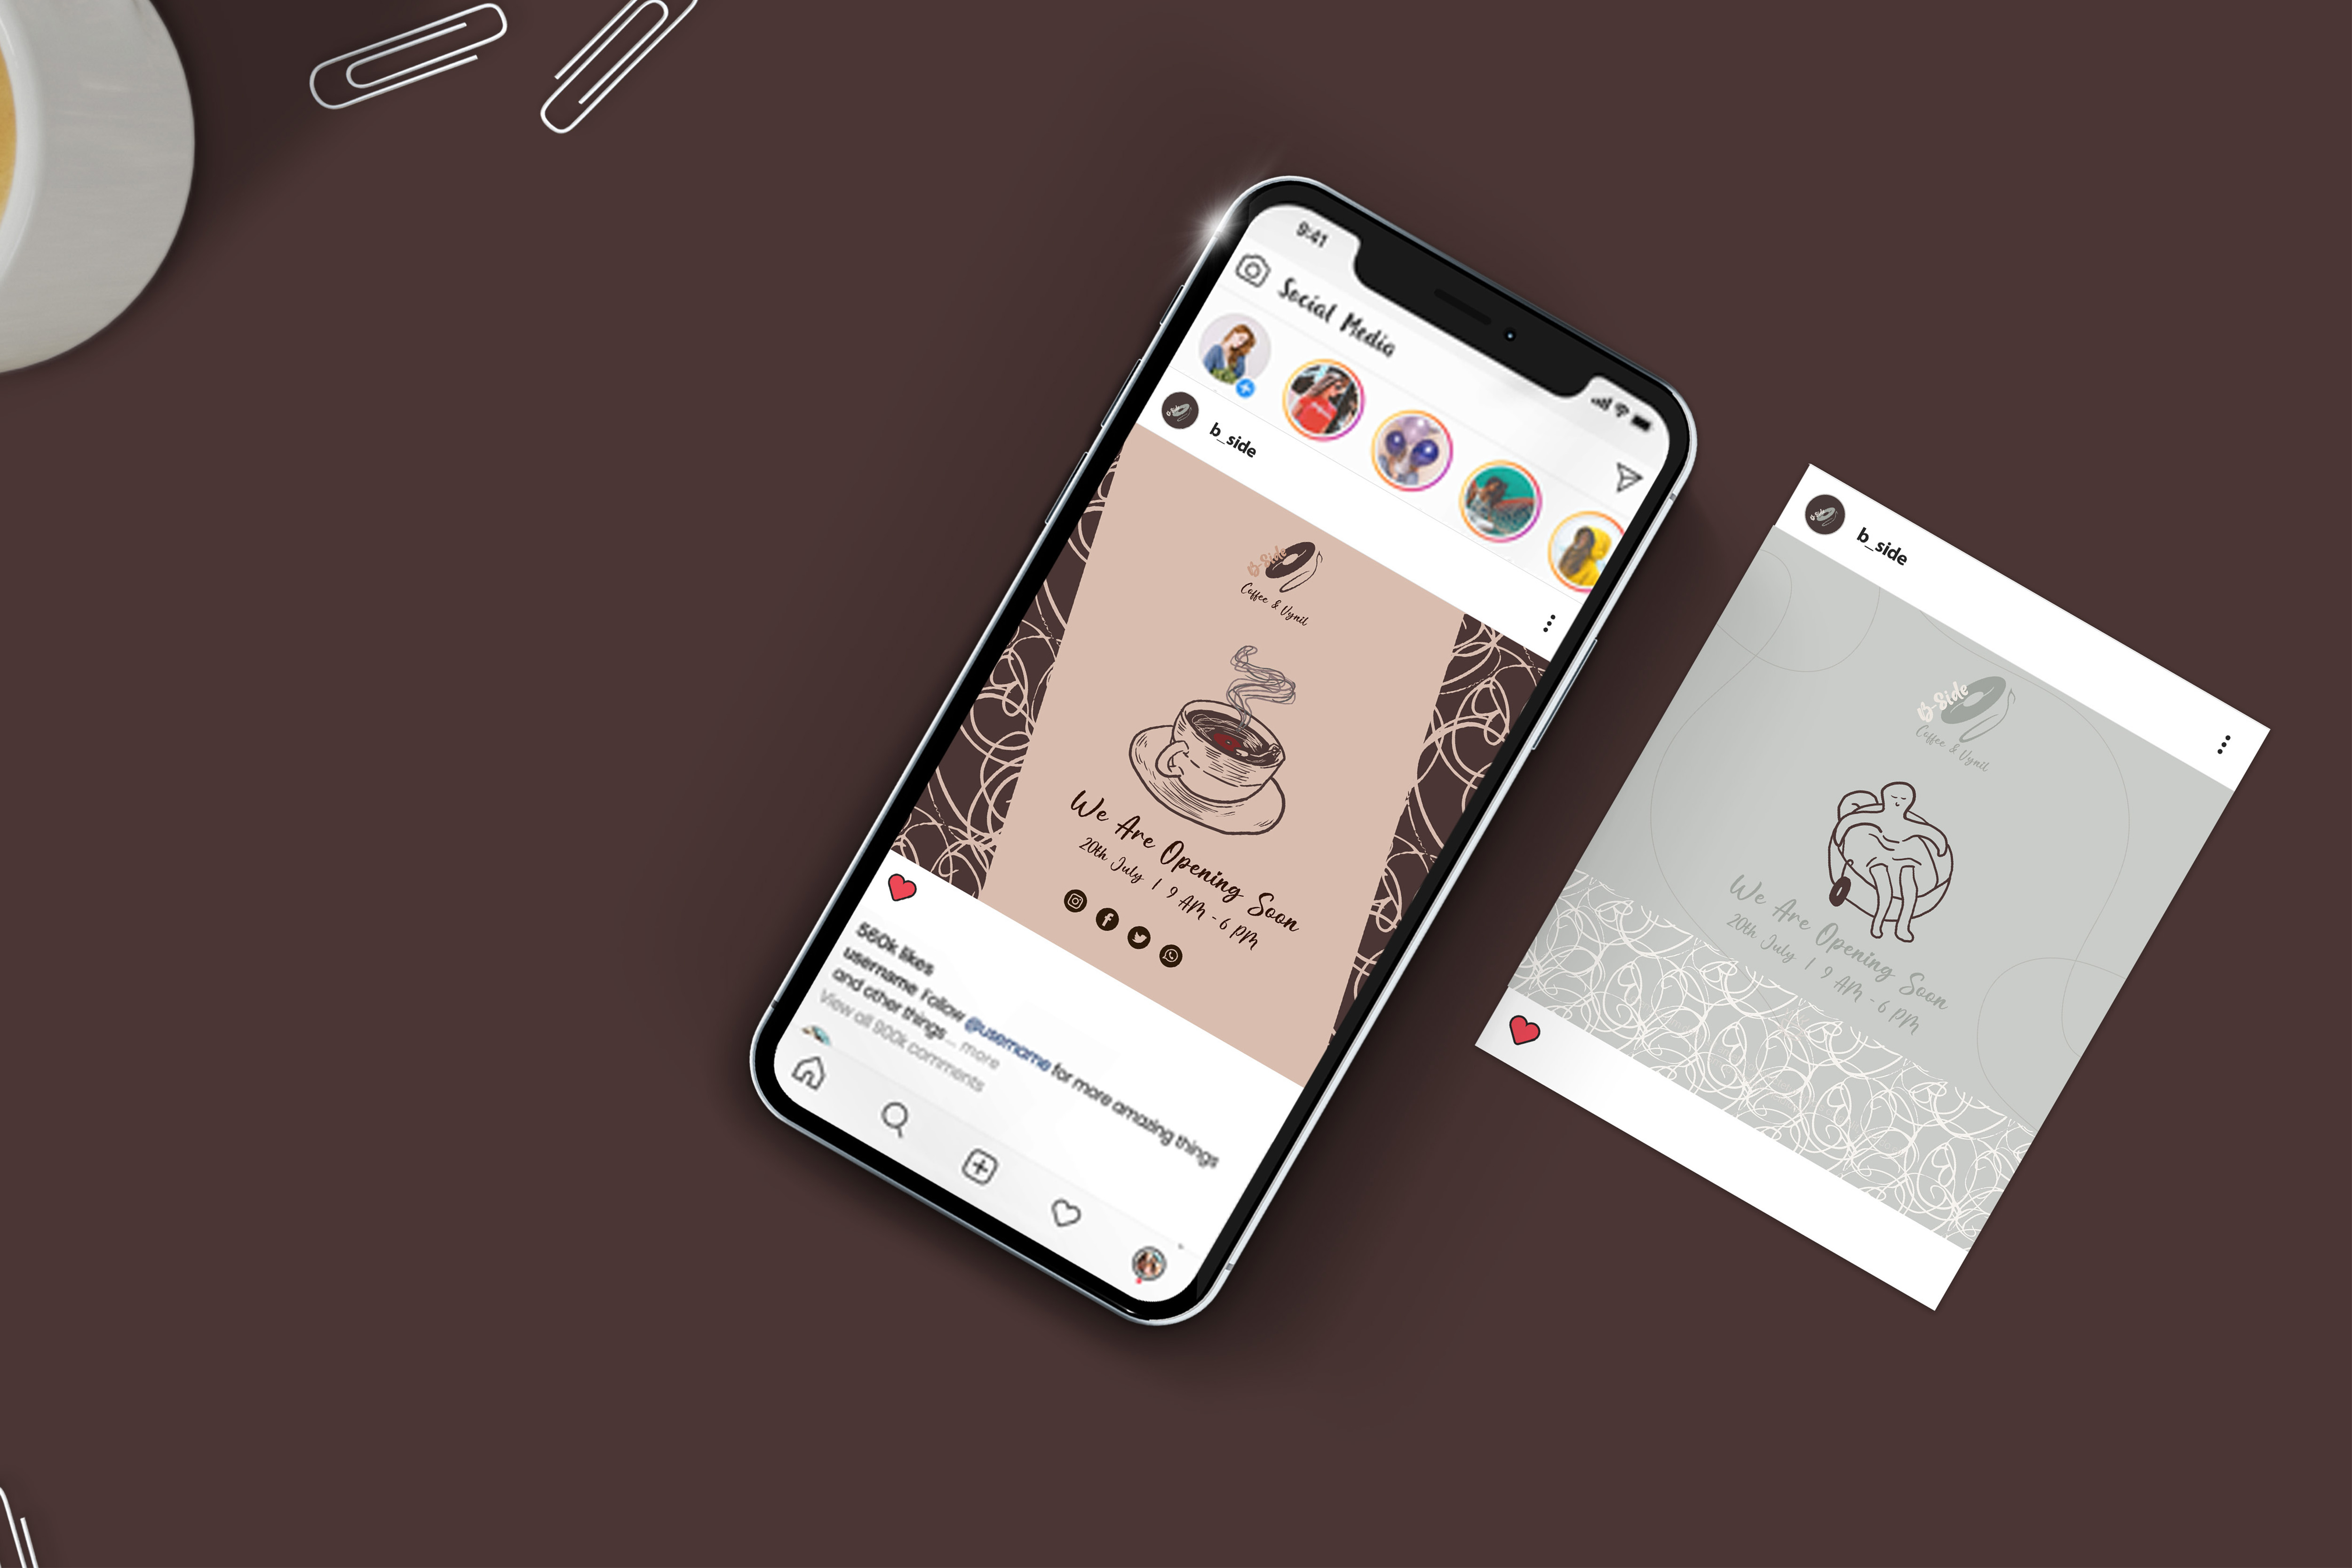 9:41
Social Media
b_side
B-Side
Coffee & Vynil
We Are Opening Soon
20th July | 9 AM - 6 PM
560k likes
username Follow @username for more amazing things
and other things... more
View all 900k comments
b_side
B-Side
Coffee & Vynil
We Are Opening Soon
20th July | 9 AM - 6 PM